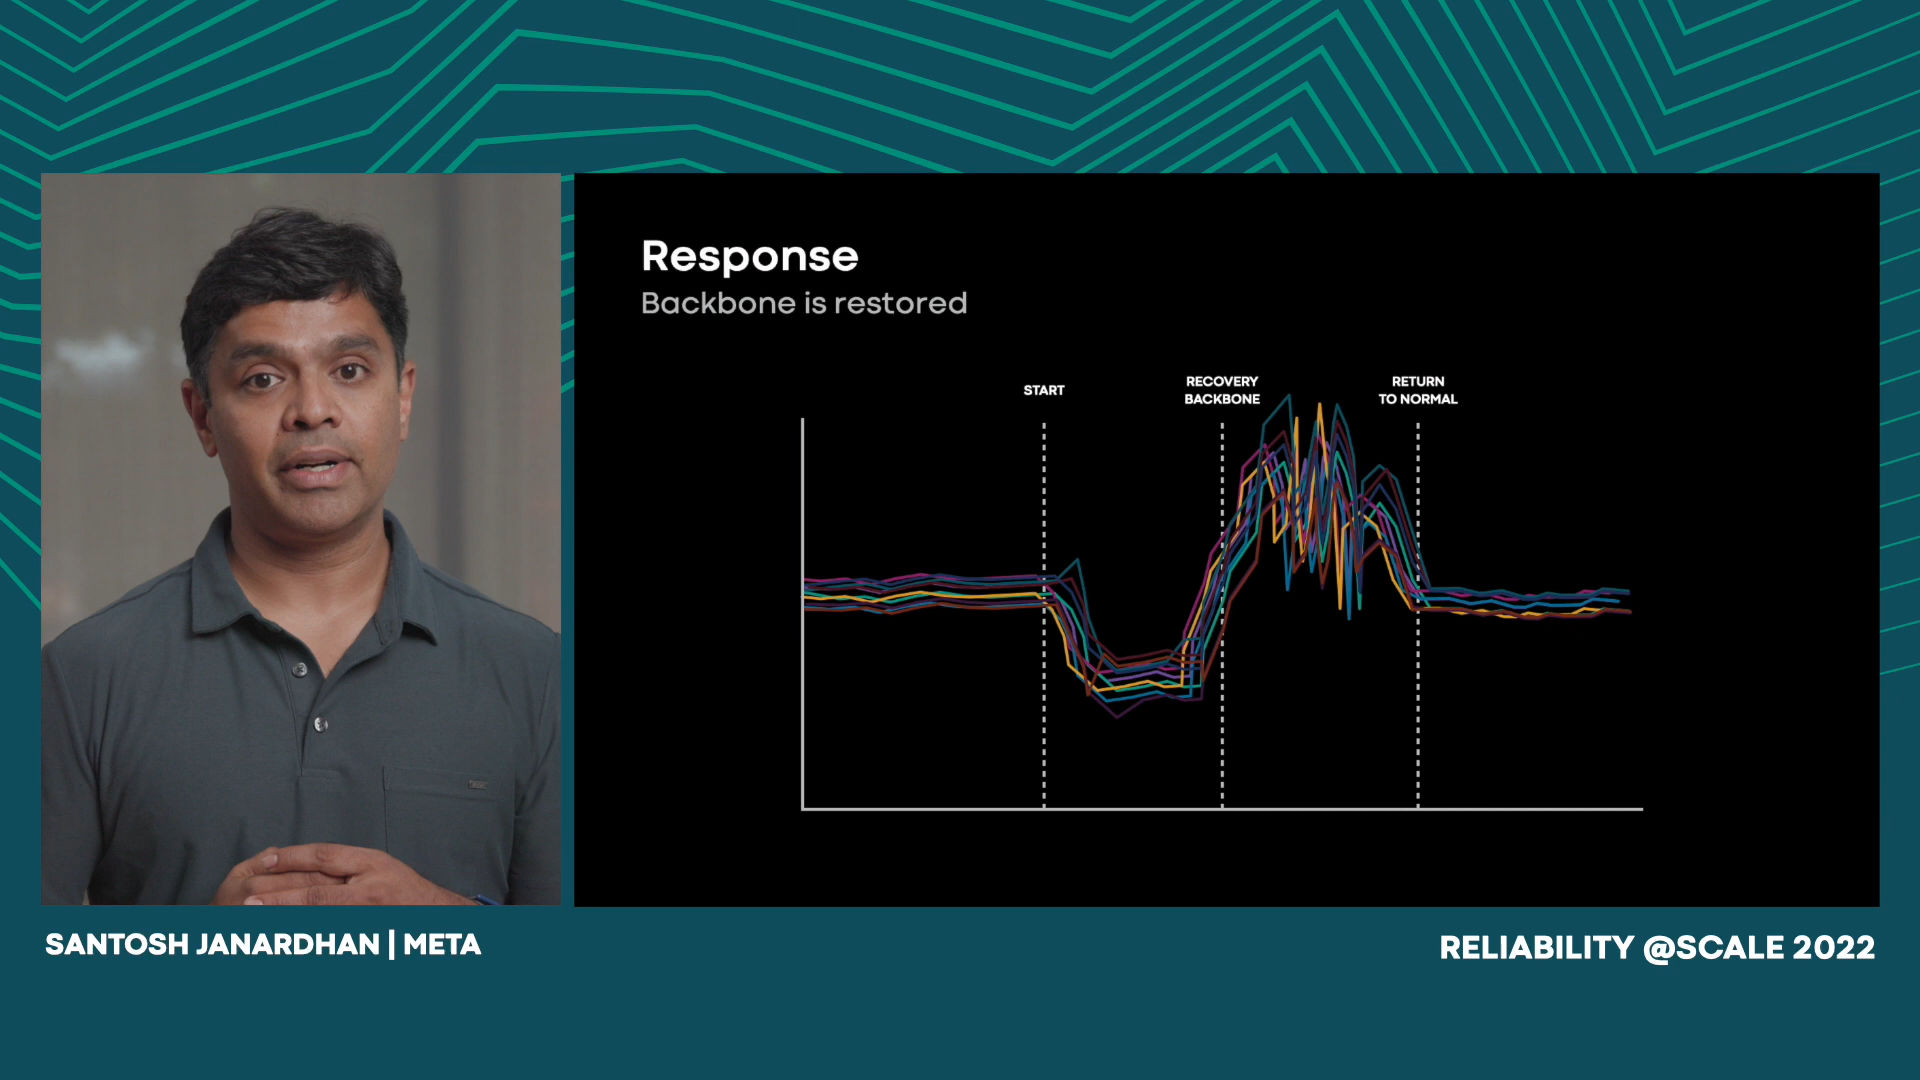 Response
Backbone is restored
START
RECOVERY
BACKBONE
RETURN
TO NORMAL
SANTOSH JANARDHAN | META
RELIABILITY @SCALE 2022